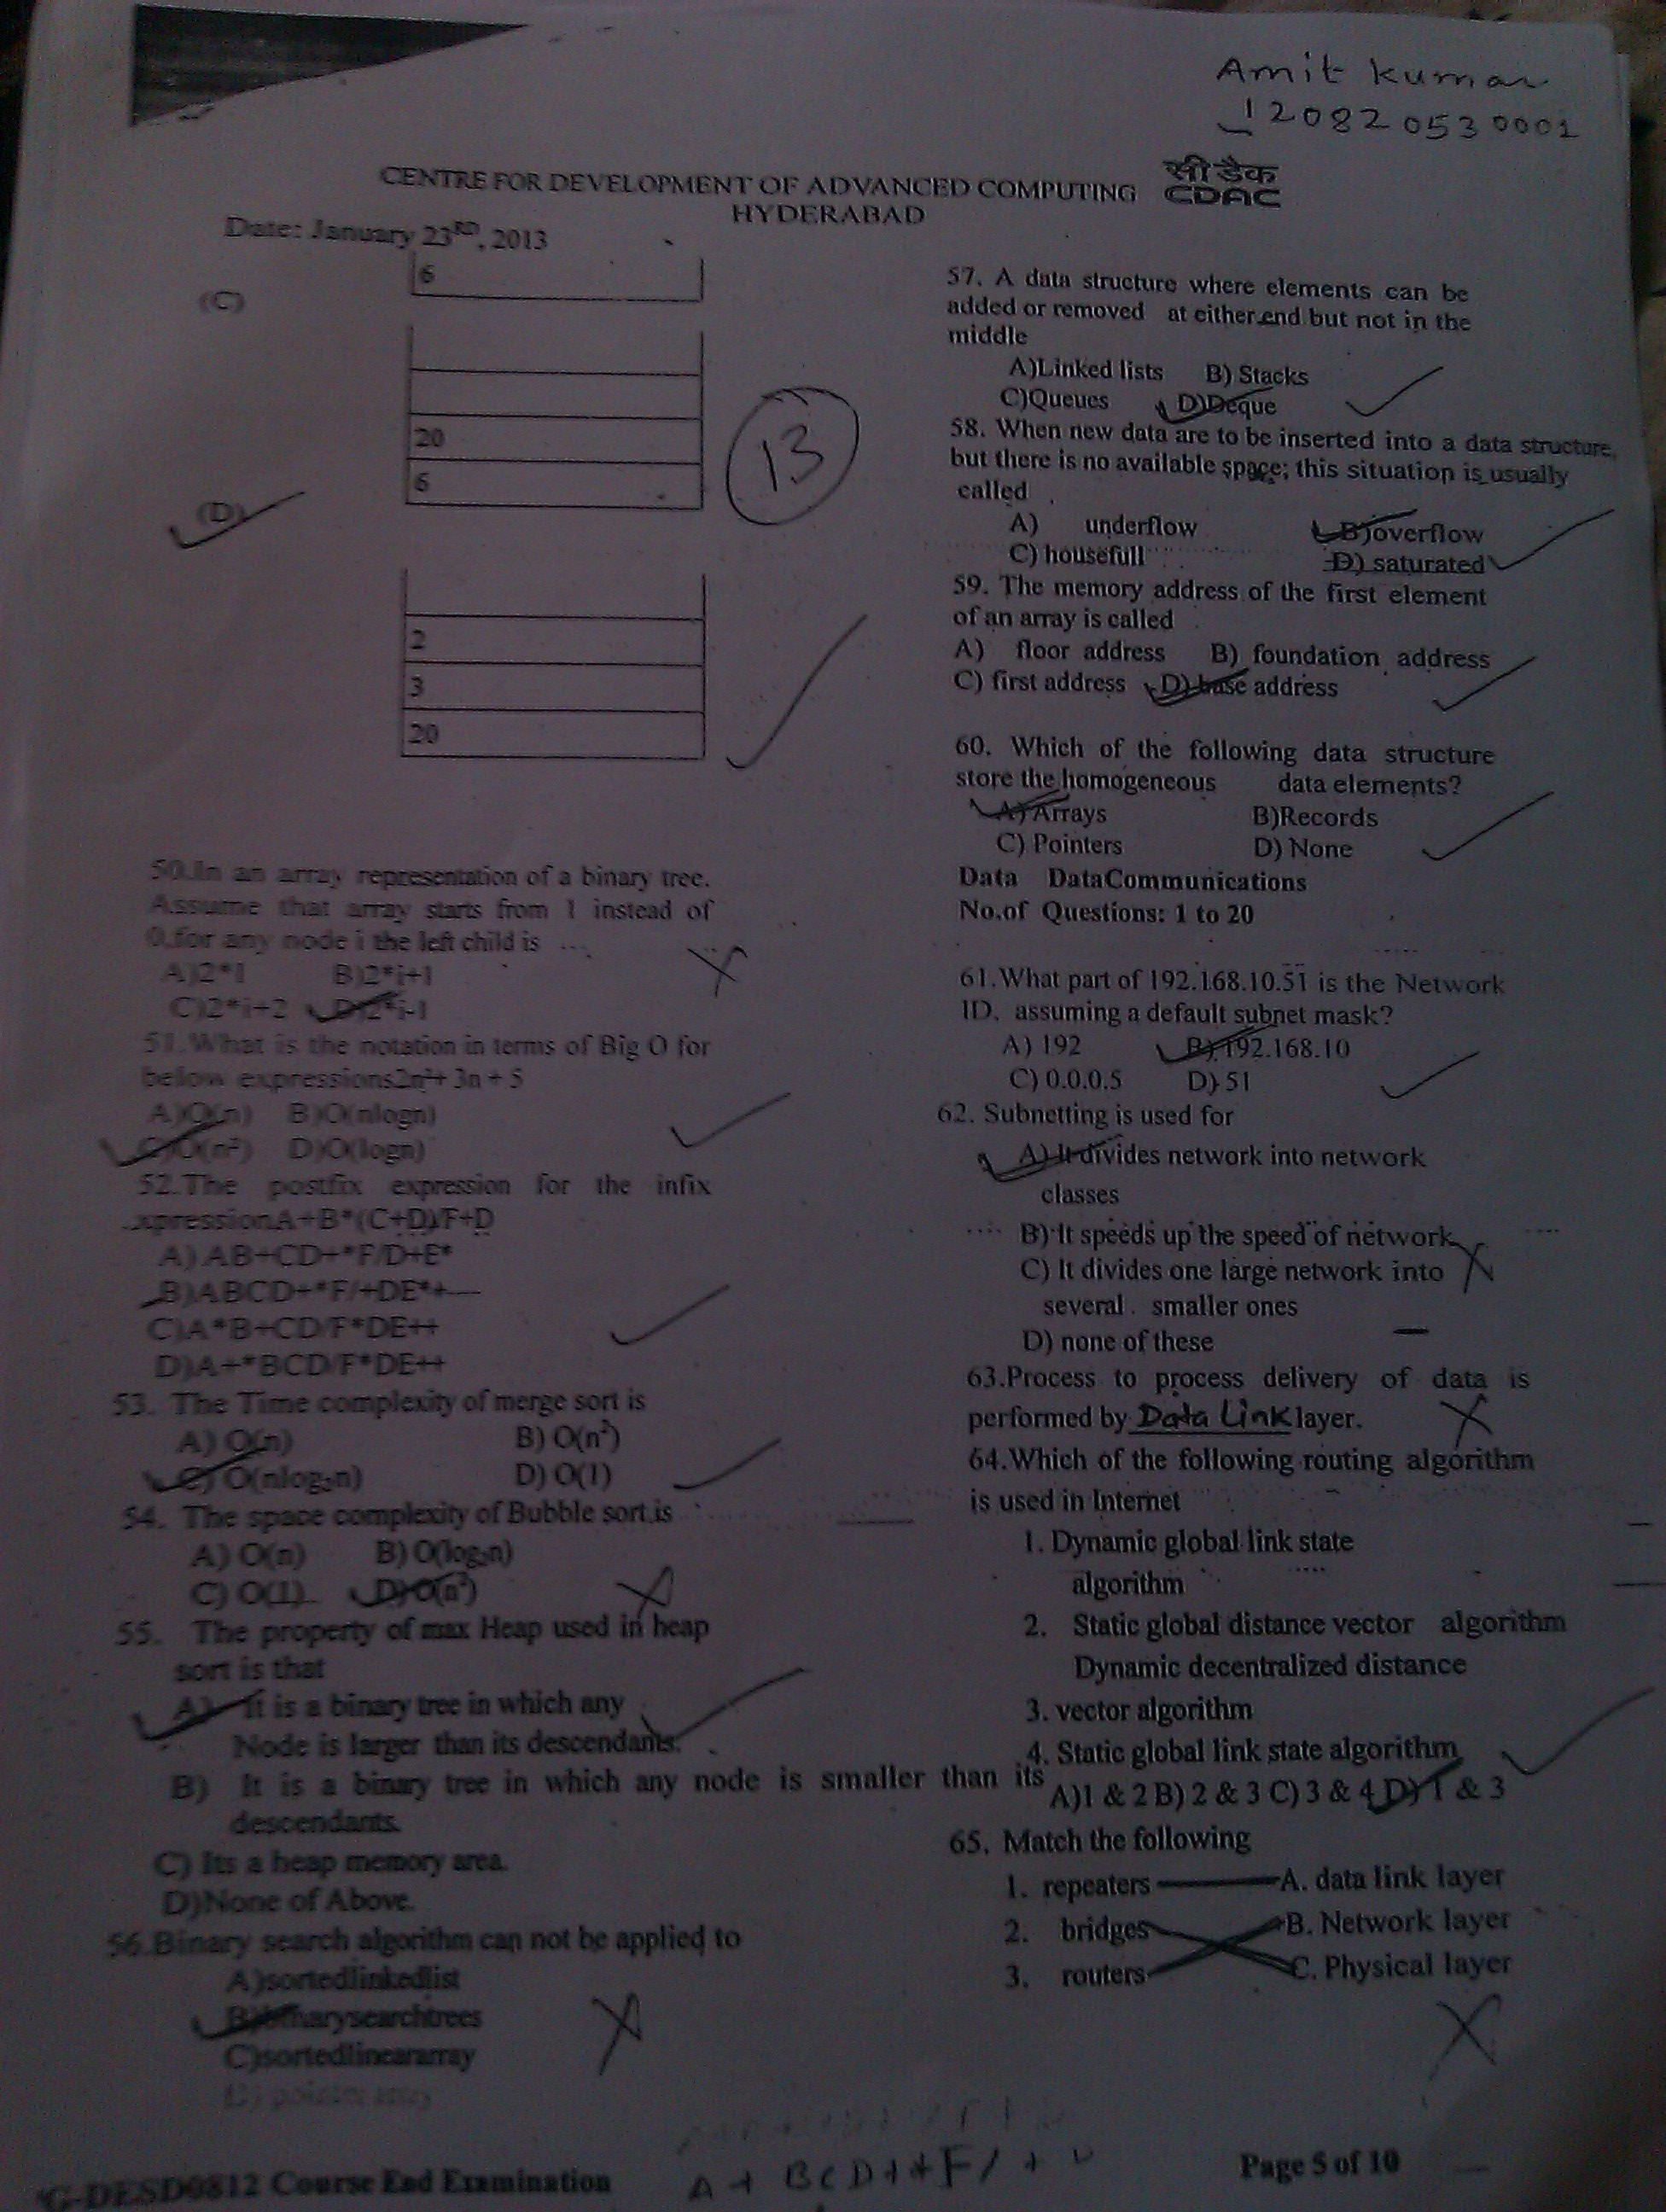 Amit Kumar
120820530001
CENTRE FOR DEVELOPMENT OF ADVANCED COMPUTING
HYDERABAD
सी डैक
CDAC
Date: January 23RD, 2013
6
(C)
20
6
13
(D)
2
3
20
50.In an array representation of a binary tree.
Assume that array starts from 1 instead of
0.for any node i the left child is ...
A)2*I B)2*i+1
C)2*i+2 D)2*i-1
51.What is the notation in terms of Big O for
below expressions2n²+ 3n + 5
A)O(n) B)O(nlogn)
C)O(n²) D)O(logn)
52.The postfix expression for the infix
xpressionA+B*(C+D)/F+D
A) AB+CD+*F/D+E*
B)ABCD+*F/+DE*+
C)A*B+CD/F*DE++
D)A+*BCD/F*DE++
53. The Time complexity of merge sort is
A) O(n) B) O(n²)
C) O(nlog₂n) D) O(1)
54. The space complexity of Bubble sort is
A) O(n) B) O(log₂n)
C) O(1) D) O(n²)
55. The property of max Heap used in heap
sort is that
A) It is a binary tree in which any
Node is larger than its descendants.
B) It is a binary tree in which any node is smaller than its
descendants.
C) Its a heap memory area.
D)None of Above.
56.Binary search algorithm can not be applied to
A)sortedlinkedlist
B)binarysearchtrees
C)sortedlineararray
D) pointer array
57. A data structure where elements can be
added or removed at either end but not in the
middle
A)Linked lists B) Stacks
C)Queues D)Deque
58. When new data are to be inserted into a data structure,
but there is no available space; this situation is usually
called
A) underflow B)overflow
C) housefull D) saturated
59. The memory address of the first element
of an array is called
A) floor address B) foundation address
C) first address D) base address
60. Which of the following data structure
store the homogeneous data elements?
A) Arrays B)Records
C) Pointers D) None
Data DataCommunications
No.of Questions: 1 to 20
61.What part of 192.168.10.51 is the Network
ID, assuming a default subnet mask?
A) 192 B) 192.168.10
C) 0.0.0.5 D) 51
62. Subnetting is used for
A) It divides network into network
classes
B) It speeds up the speed of network
C) It divides one large network into
several smaller ones
D) none of these
63.Process to process delivery of data is
performed by Data Link layer.
64.Which of the following routing algorithm
is used in Internet
1. Dynamic global link state
algorithm
2. Static global distance vector algorithm
Dynamic decentralized distance
3. vector algorithm
4. Static global link state algorithm
A)1 & 2 B) 2 & 3 C) 3 & 4 D) 1 & 3
65. Match the following
1. repeaters A. data link layer
2. bridges B. Network layer
3. routers C. Physical layer
G-DESD0812 Course End Examination
Page 5 of 10